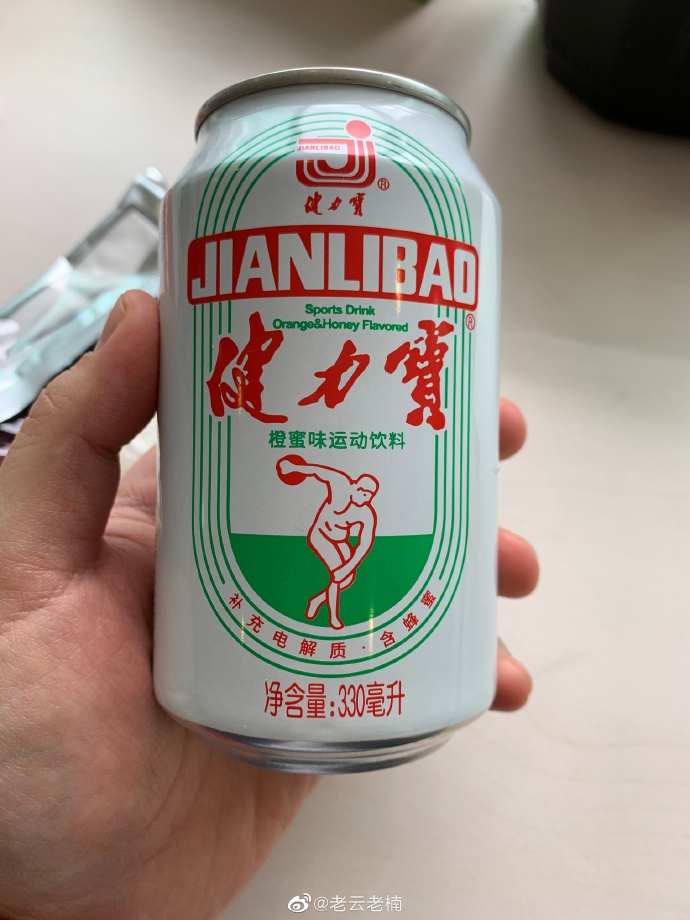 JIANLIBAO
®
健力寶
JIANLIBAO
®
Sports Drink
Orange&Honey Flavored
健力寶
橙蜜味运动饮料
补充电解质·含蜂蜜
净含量:330毫升
@老云老楠